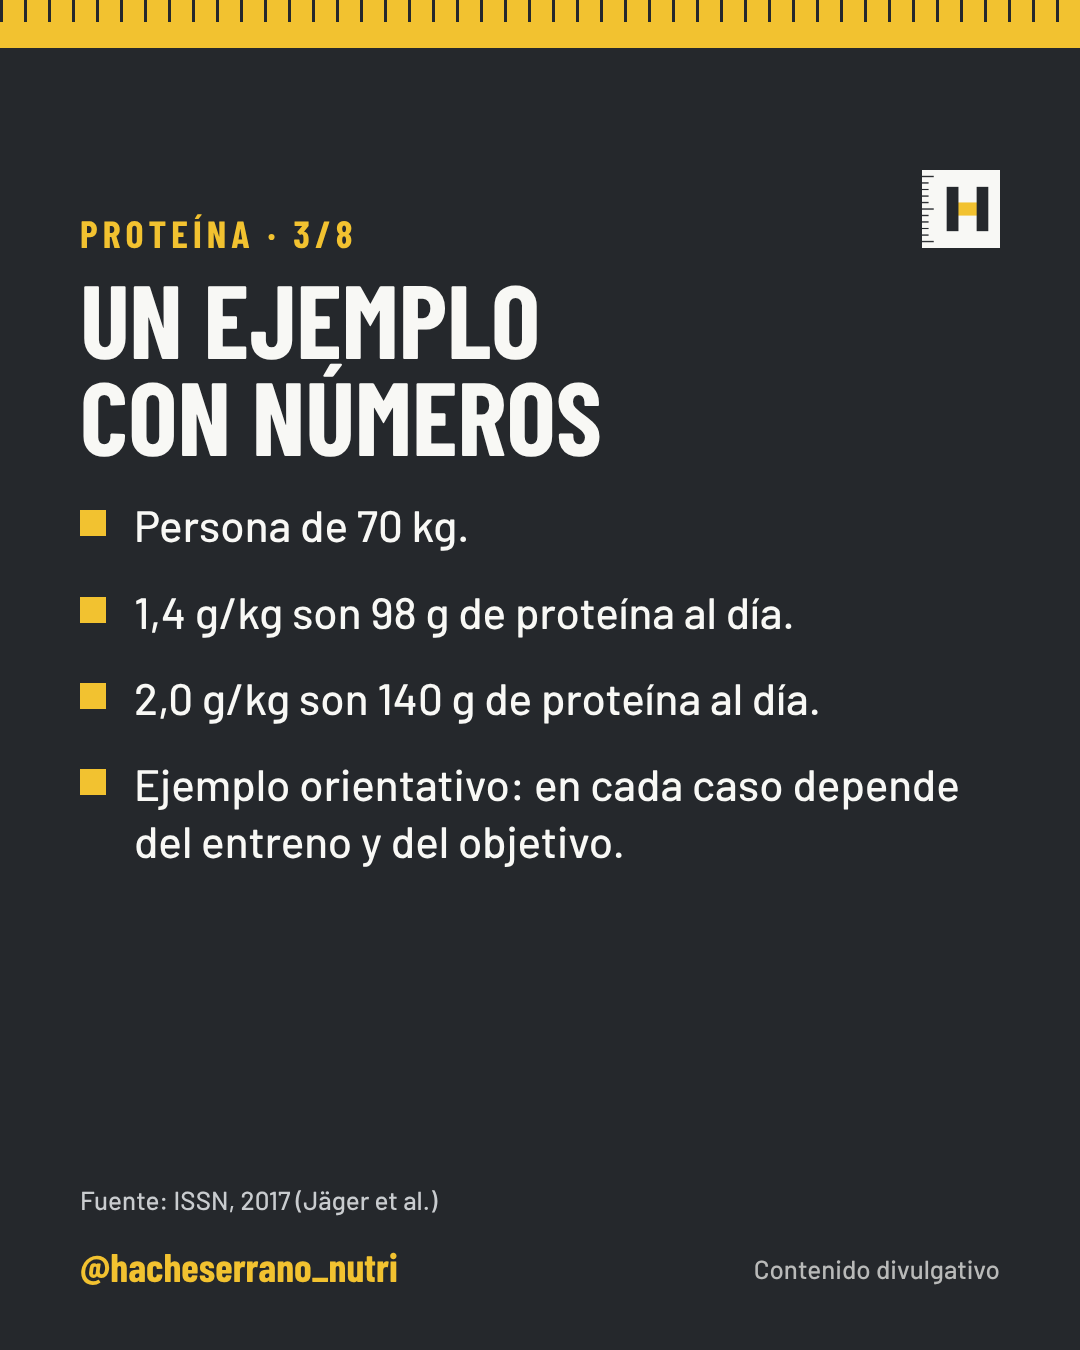 H
PROTEÍNA · 3/8
UN EJEMPLO
CON NÚMEROS
Persona de 70 kg.
1,4 g/kg son 98 g de proteína al día.
2,0 g/kg son 140 g de proteína al día.
Ejemplo orientativo: en cada caso depende
del entreno y del objetivo.
Fuente: ISSN, 2017 (Jäger et al.)
@hacheserrano_nutri
Contenido divulgativo